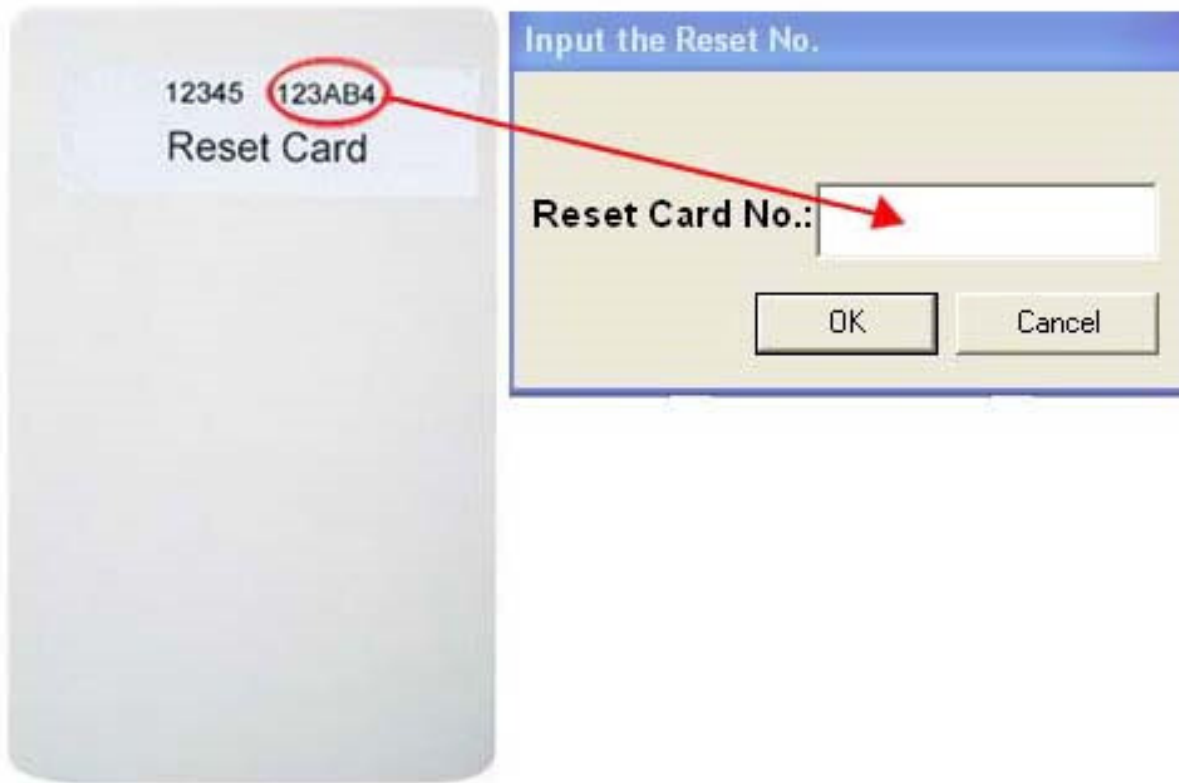 12345 123AB4
Reset Card
Input the Reset No.
Reset Card No.:
OK Cancel